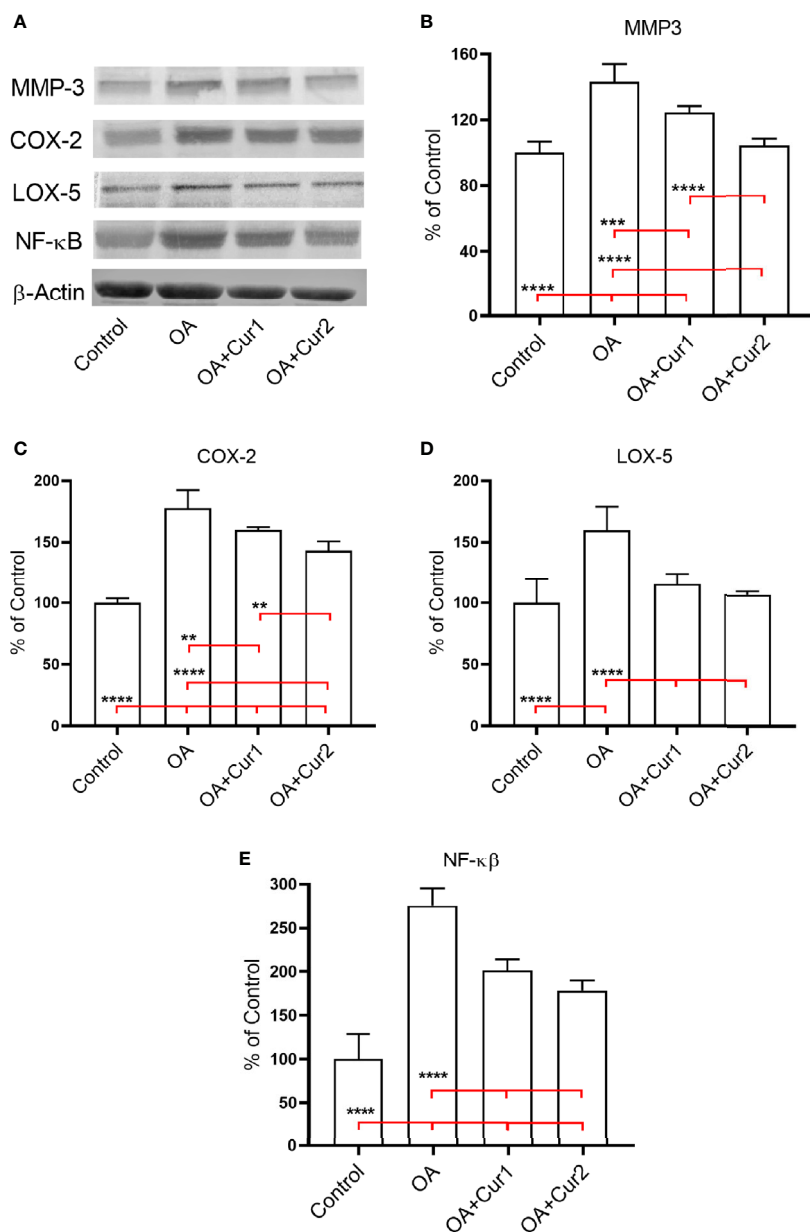 A
MMP-3
COX-2
LOX-5
NF-κB
β-Actin
Control
OA
OA+Cur1
OA+Cur2
B
MMP3
% of Control
160
120
80
40
0
****
***
****
****
Control
OA
OA+Cur1
OA+Cur2
C
COX-2
% of Control
200
150
100
50
0
**
**
****
****
Control
OA
OA+Cur1
OA+Cur2
D
LOX-5
% of Control
200
150
100
50
0
****
****
Control
OA
OA+Cur1
OA+Cur2
E
NF-κβ
% of Control
300
250
200
150
100
50
0
****
****
Control
OA
OA+Cur1
OA+Cur2